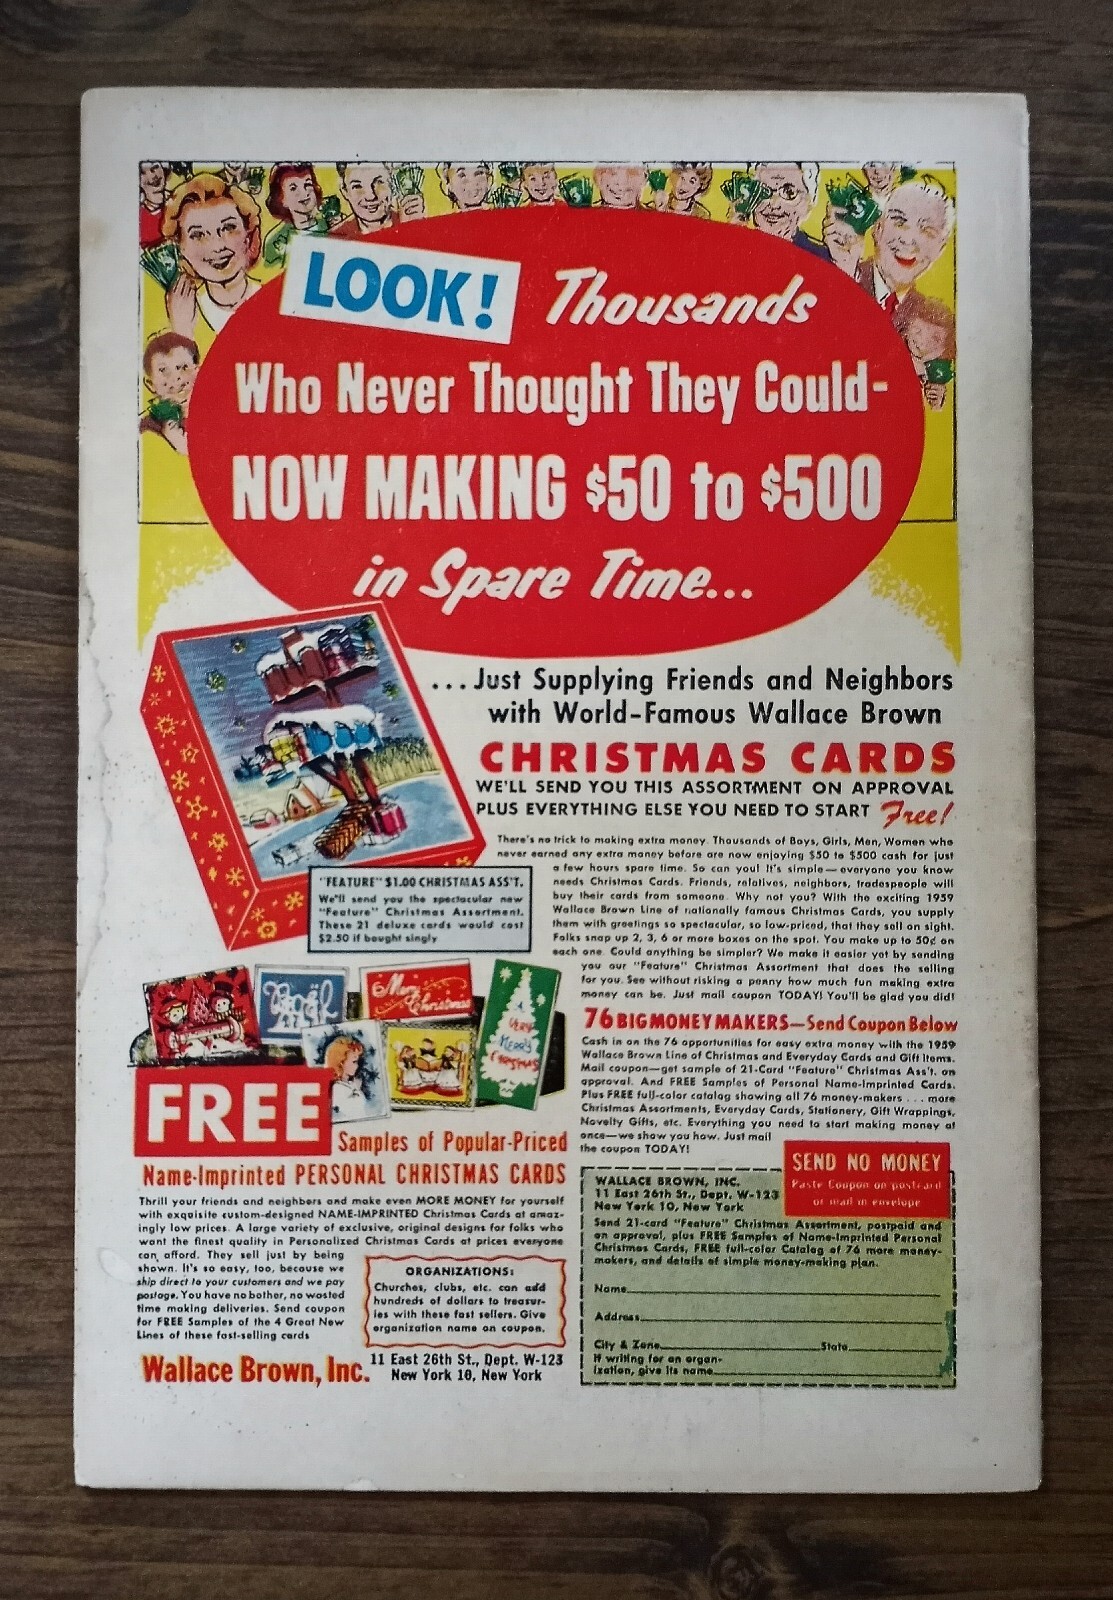 LOOK! Thousands
Who Never Thought They Could-
NOW MAKING $50 to $500
in Spare Time...
...Just Supplying Friends and Neighbors
with World-Famous Wallace Brown
CHRISTMAS CARDS
WE'LL SEND YOU THIS ASSORTMENT ON APPROVAL
PLUS EVERYTHING ELSE YOU NEED TO START Free!
There's no trick to making extra money. Thousands of Boys, Girls, Men, Women who
never earned any extra money before are now enjoying $50 to $500 cash for just
a few hours spare time. So can you! It's simple—everyone you know
needs Christmas Cards. Friends, relatives, neighbors, tradespeople will
buy their cards from someone. Why not you? With the exciting 1959
Wallace Brown Line of nationally famous Christmas Cards, you supply
them with greetings so spectacular, so low-priced, that they sell on sight.
Folks snap up 2, 3, 6 or more boxes on the spot. You make up to 50¢ on
each one. Could anything be simpler? We make it easier yet by sending
you our "Feature" Christmas Assortment that does the selling
for you. See without risking a penny how much fun making extra
money can be. Just mail coupon TODAY! You'll be glad you did!
"FEATURE" $1.00 CHRISTMAS ASS'T.
We'll send you the spectacular new
"Feature" Christmas Assortment.
These 21 deluxe cards would cost
$2.50 if bought singly
Noël
Merry
Christmas
A
VERY
MERRY
CHRISTMAS
76 BIG MONEY MAKERS—Send Coupon Below
Cash in on the 76 opportunities for easy extra money with the 1959
Wallace Brown Line of Christmas and Everyday Cards and Gift Items.
Mail coupon—get sample of 21-Card "Feature" Christmas Ass't. on
approval. And FREE Samples of Personal Name-Imprinted Cards.
Plus FREE full-color catalog showing all 76 money-makers . . . more
Christmas Assortments, Everyday Cards, Stationery, Gift Wrappings,
Novelty Gifts, etc. Everything you need to start making money at
once—we show you how. Just mail
the coupon TODAY!
FREE
Samples of Popular-Priced
Name-Imprinted PERSONAL CHRISTMAS CARDS
Thrill your friends and neighbors and make even MORE MONEY for yourself
with exquisite custom-designed NAME-IMPRINTED Christmas Cards at amaz-
ingly low prices. A large variety of exclusive, original designs for folks who
want the finest quality in Personalized Christmas Cards at prices everyone
can afford. They sell just by being
shown. It's so easy, too, because we
ship direct to your customers and we pay
postage. You have no bother, no wasted
time making deliveries. Send coupon
for FREE Samples of the 4 Great New
Lines of these fast-selling cards
ORGANIZATIONS:
Churches, clubs, etc. can add
hundreds of dollars to treasur-
ies with these fast sellers. Give
organization name on coupon.
Wallace Brown, Inc.
11 East 26th St., Dept. W-123
New York 10, New York
SEND NO MONEY
Paste Coupon on postcard
or mail in envelope
WALLACE BROWN, INC.
11 East 26th St., Dept. W-123
New York 10, New York
Send 21-card "Feature" Christmas Assortment, postpaid and
on approval, plus FREE Samples of Name-Imprinted Personal
Christmas Cards, FREE full-color Catalog of 76 more money-
makers, and details of simple money-making plan.
Name
Address
City & Zone State
If writing for an organ-
ization, give its name